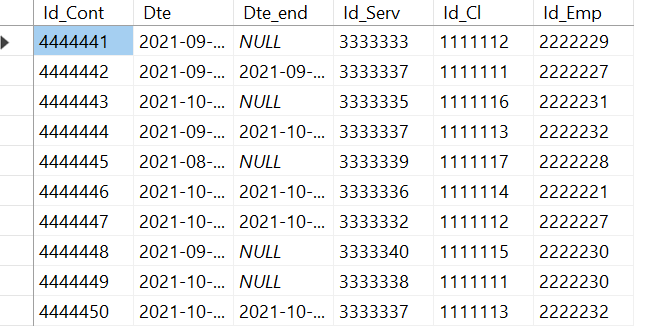 Id_Cont Dte Dte_end Id_Serv Id_Cl Id_Emp
4444441 2021-09-... NULL 3333333 1111112 2222229
4444442 2021-09-... 2021-09-... 3333337 1111111 2222227
4444443 2021-10-... NULL 3333335 1111116 2222231
4444444 2021-09-... 2021-10-... 3333337 1111113 2222232
4444445 2021-08-... NULL 3333339 1111117 2222228
4444446 2021-10-... 2021-10-... 3333336 1111114 2222221
4444447 2021-10-... 2021-10-... 3333332 1111112 2222227
4444448 2021-09-... NULL 3333340 1111115 2222230
4444449 2021-10-... NULL 3333338 1111111 2222230
4444450 2021-10-... 2021-10-... 3333337 1111113 2222232